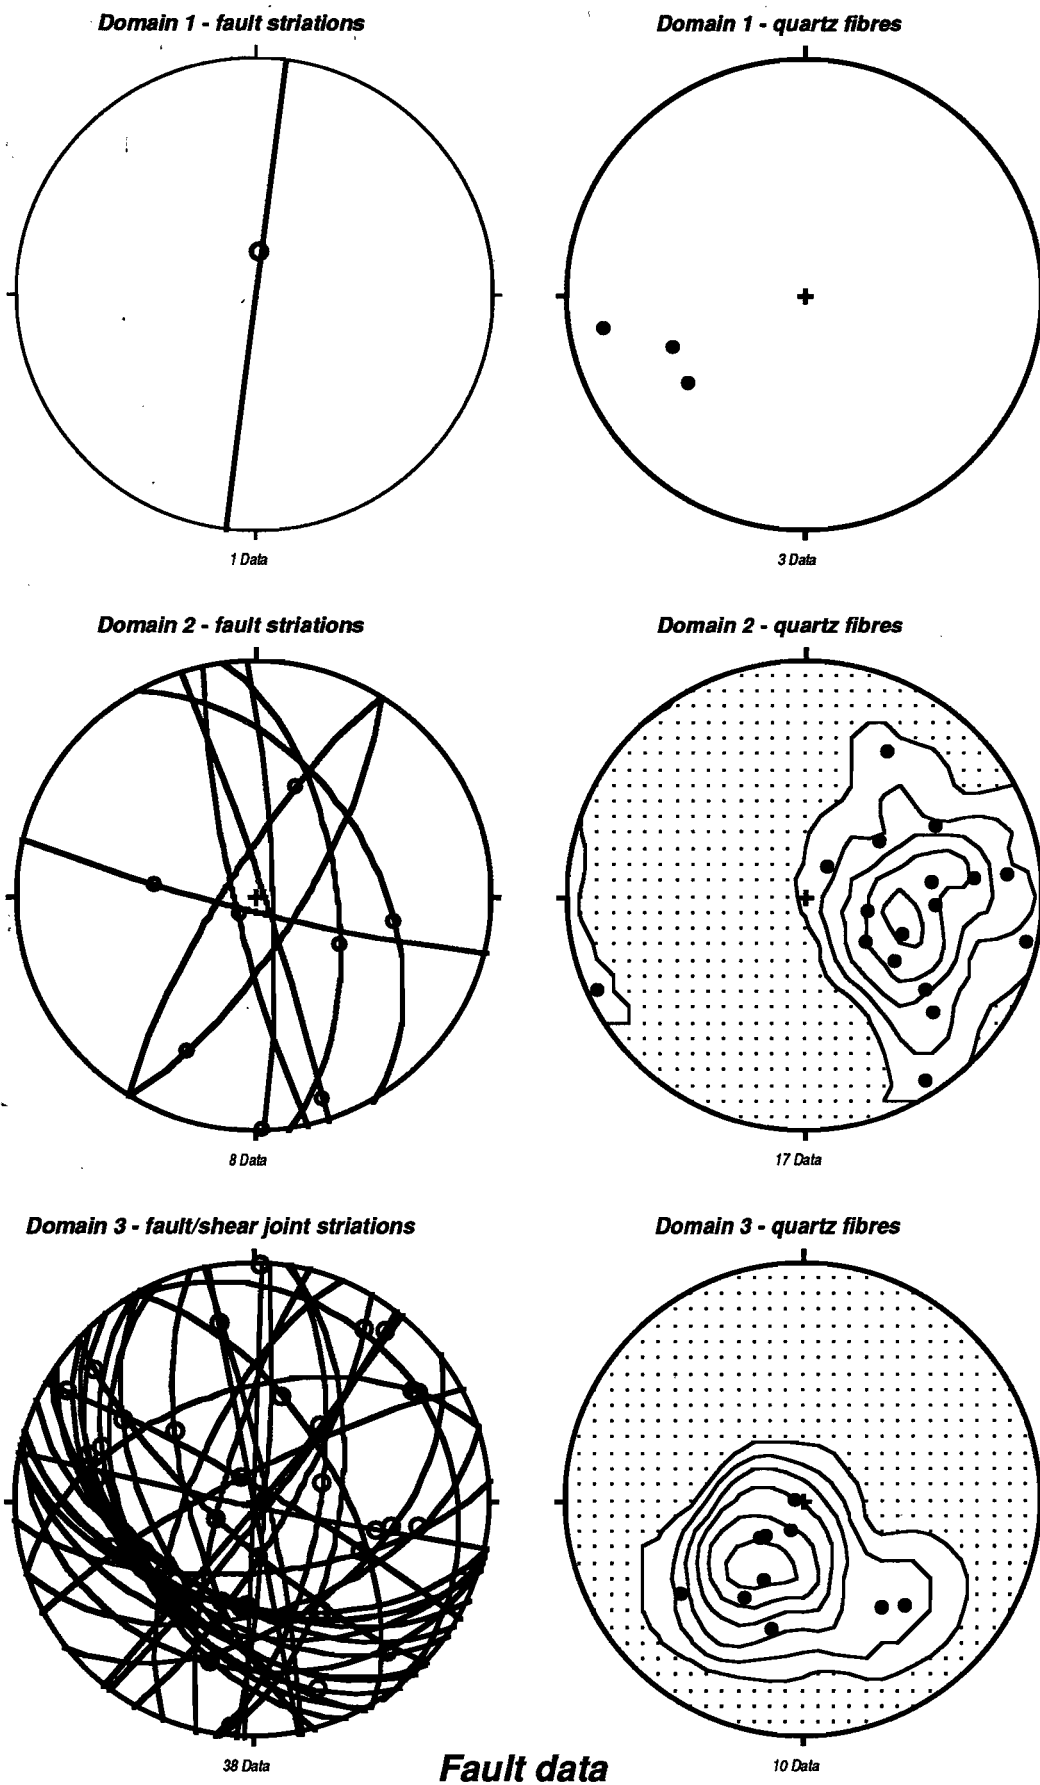 Domain 1 - fault striations
Domain 1 - quartz fibres
1 Data
3 Data
Domain 2 - fault striations
Domain 2 - quartz fibres
8 Data
17 Data
Domain 3 - fault/shear joint striations
Domain 3 - quartz fibres
38 Data
10 Data
Fault data